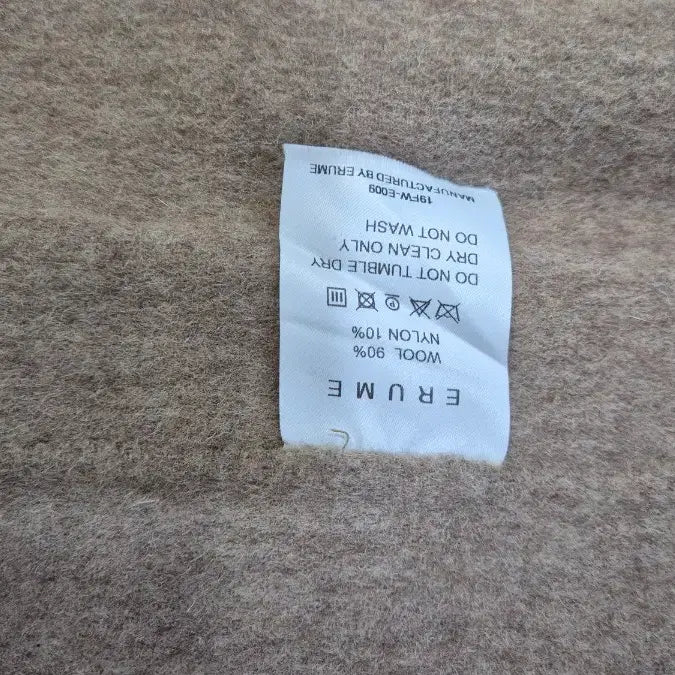 ERUME
WOOL 90%
NYLON 10%
P
DO NOT TUMBLE DRY
DRY CLEAN ONLY
DO NOT WASH
19FW-E009
MANUFACTURED BY ERUME